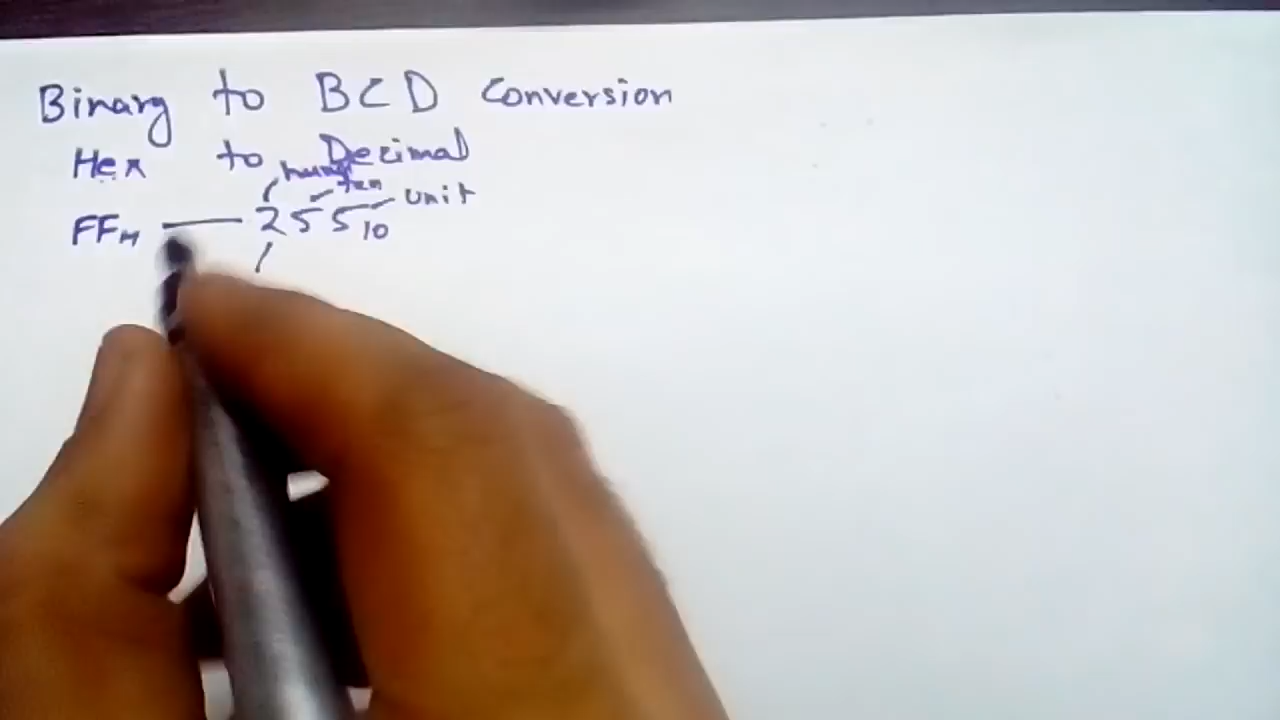 Binary to BCD conversion
Hex to Decimal
ten
unit
FFH — 25510